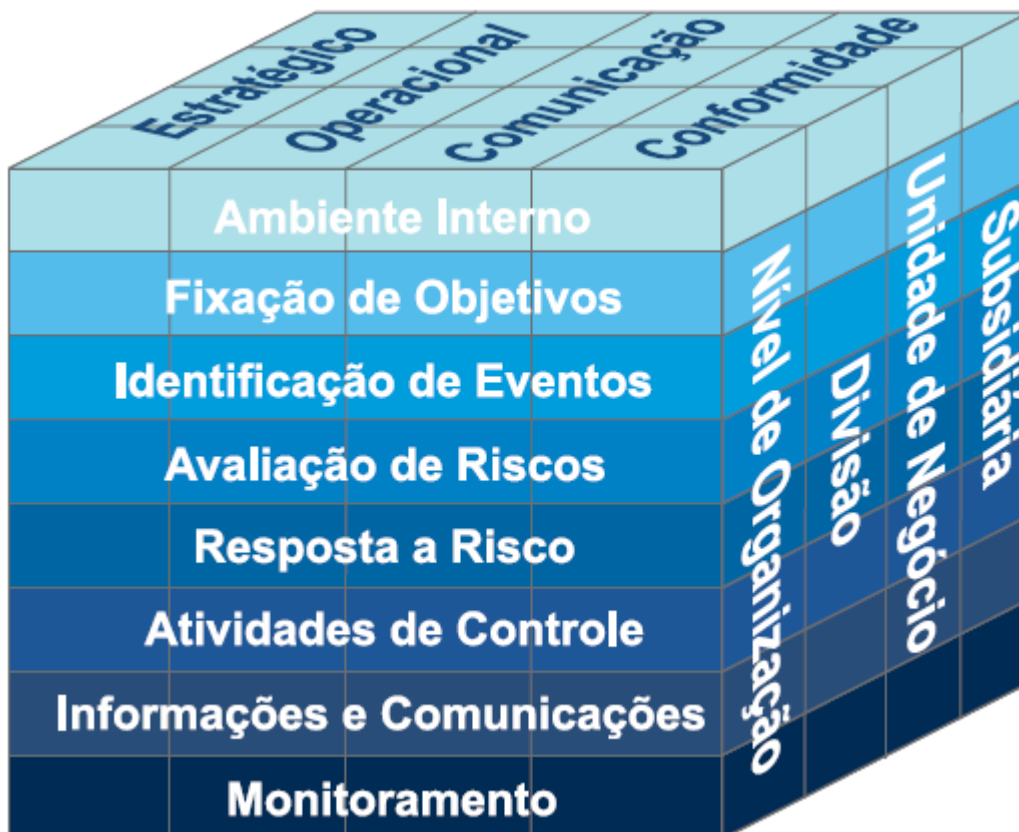 Estratégico
Operacional
Comunicação
Conformidade
Ambiente Interno
Fixação de Objetivos
Identificação de Eventos
Avaliação de Riscos
Resposta a Risco
Atividades de Controle
Informações e Comunicações
Monitoramento
Nível de Organização
Divisão
Unidade de Negócio
Subsidiária